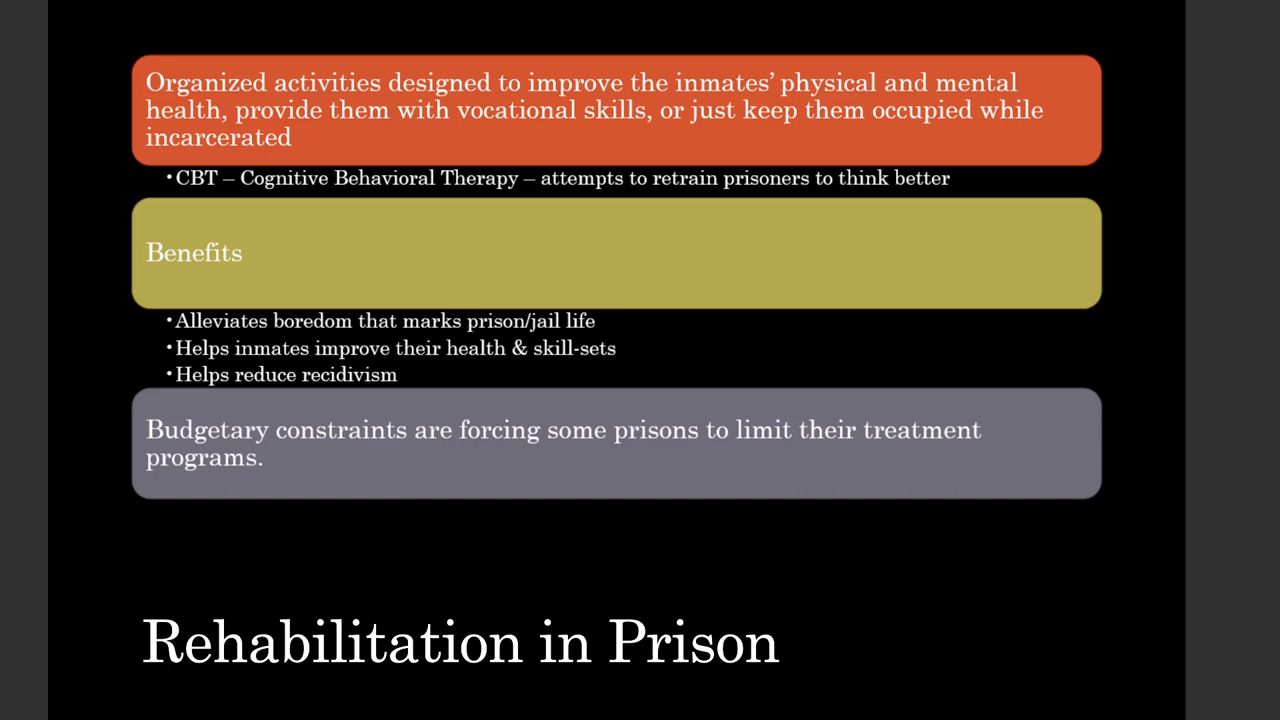 Organized activities designed to improve the inmates’ physical and mental
health, provide them with vocational skills, or just keep them occupied while
incarcerated
•CBT – Cognitive Behavioral Therapy – attempts to retrain prisoners to think better
Benefits
•Alleviates boredom that marks prison/jail life
•Helps inmates improve their health & skill-sets
•Helps reduce recidivism
Budgetary constraints are forcing some prisons to limit their treatment
programs.
Rehabilitation in Prison